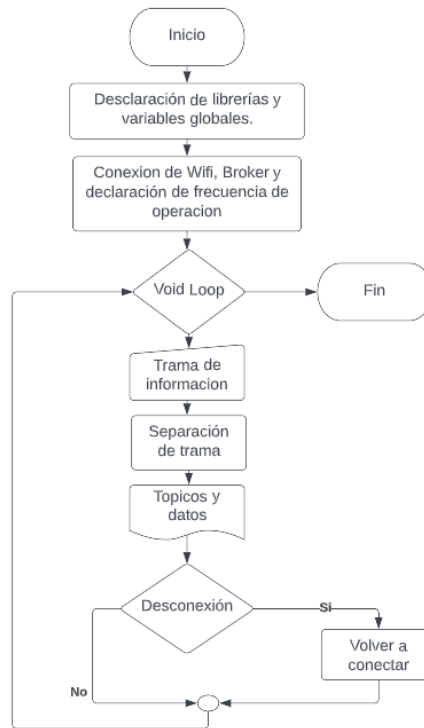 Inicio
Desclaración de librerías y
variables globales.
Conexion de Wifi, Broker y
declaración de frecuencia de
operacion
Void Loop
Fin
Trama de
informacion
Separación
de trama
Topicos y
datos
Desconexión
Si
Volver a
conectar
No